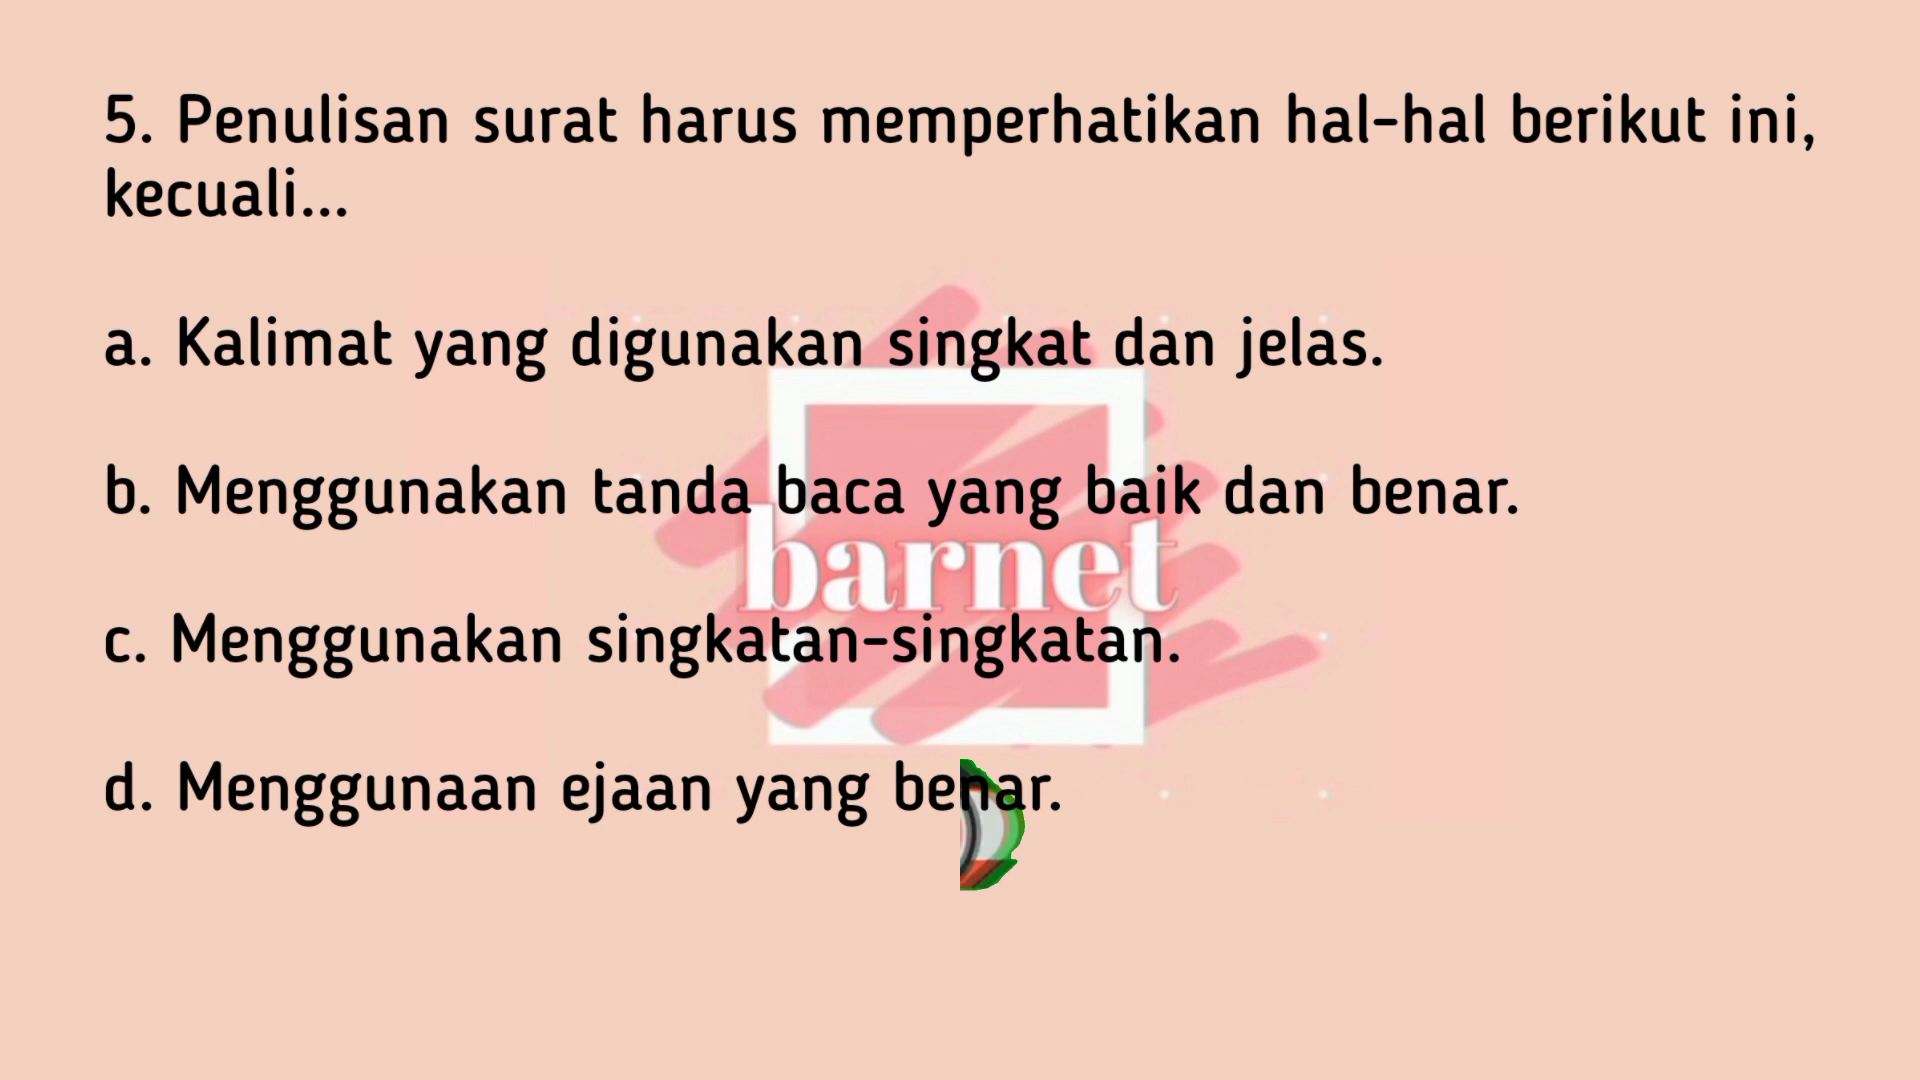 5. Penulisan surat harus memperhatikan hal-hal berikut ini,
kecuali...
a. Kalimat yang digunakan singkat dan jelas.
b. Menggunakan tanda baca yang baik dan benar.
barnet
c. Menggunakan singkatan-singkatan.
d. Menggunaan ejaan yang benar.